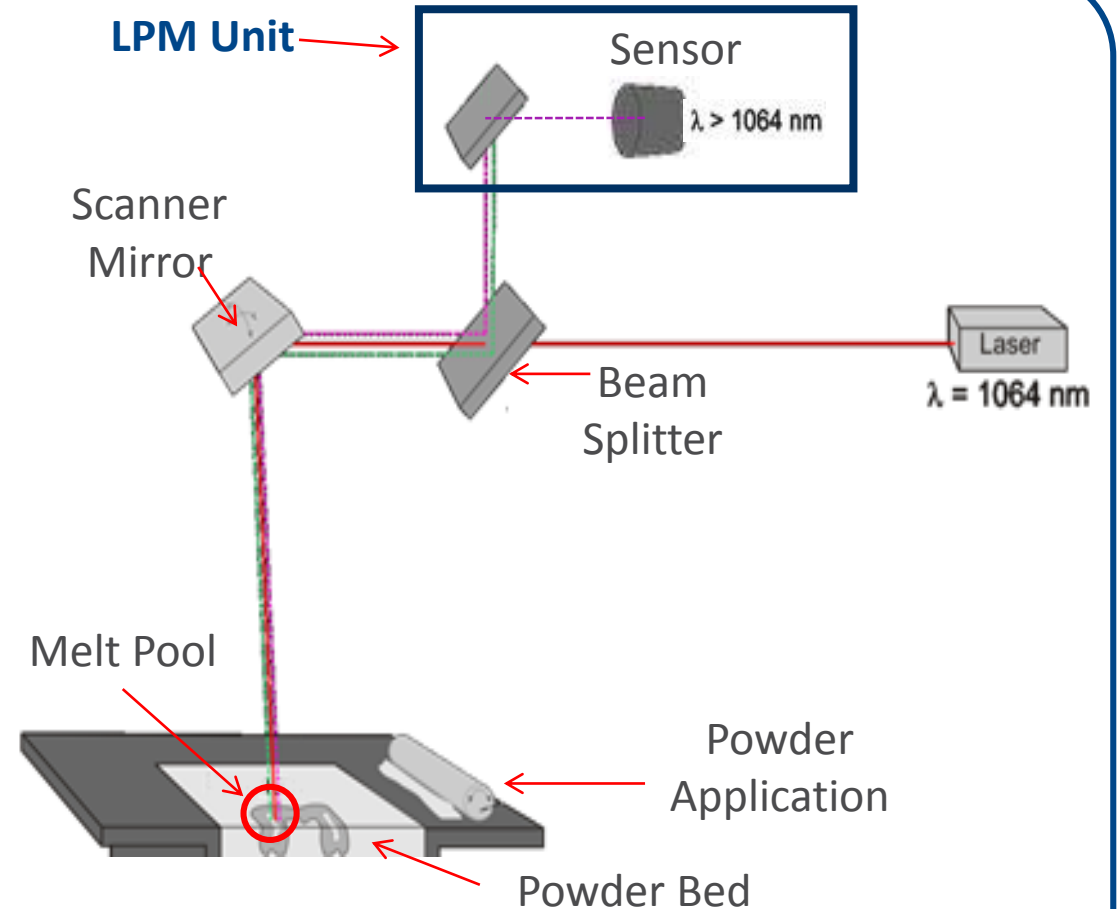 LPM Unit
Sensor
λ > 1064 nm
Scanner
Mirror
Laser
λ = 1064 nm
Beam
Splitter
Melt Pool
Powder
Application
Powder Bed